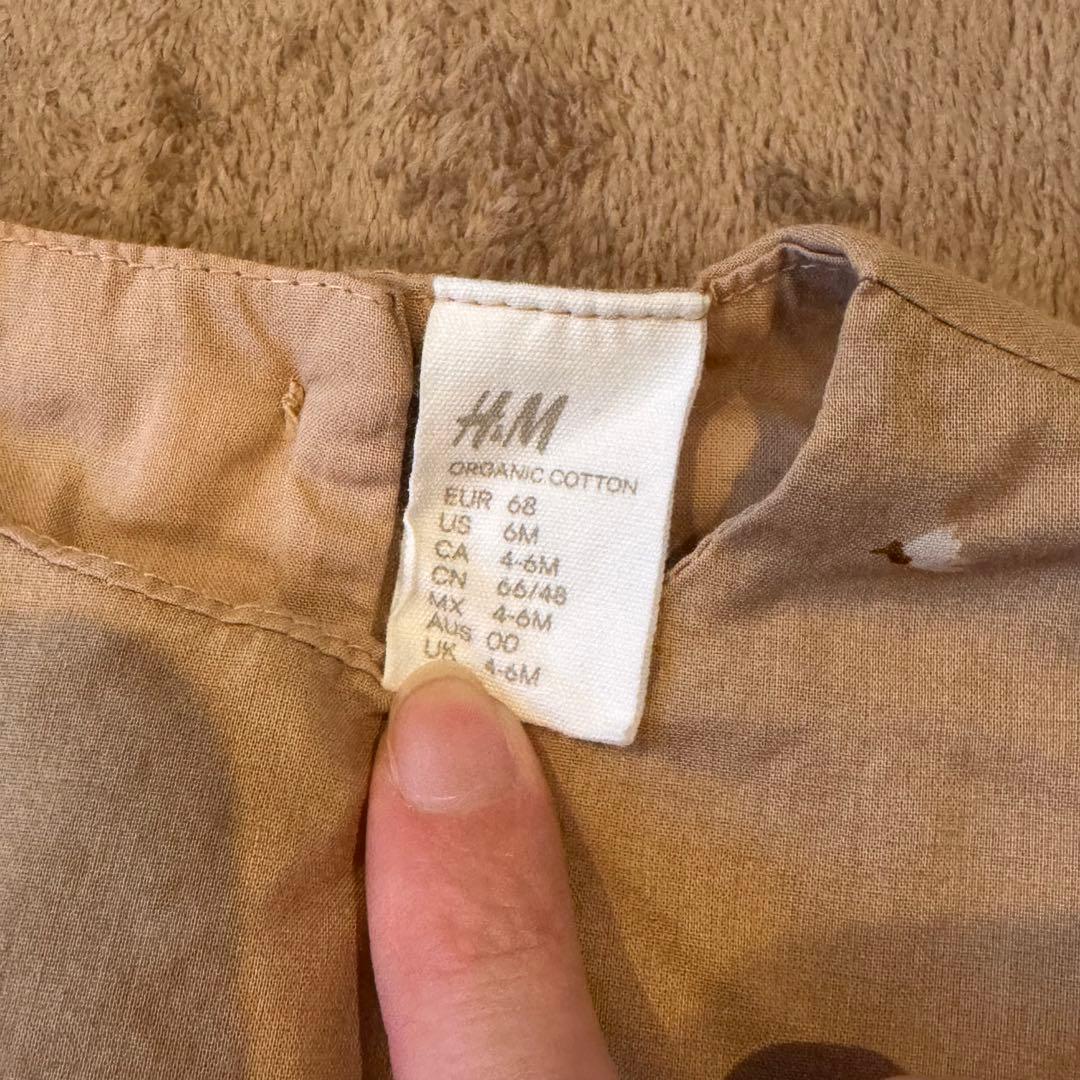 H&M
ORGANIC COTTON
EUR 68
US 6M
CA 4-6M
CN 66/48
MX 4-6M
AUS 00
UK 4-6M